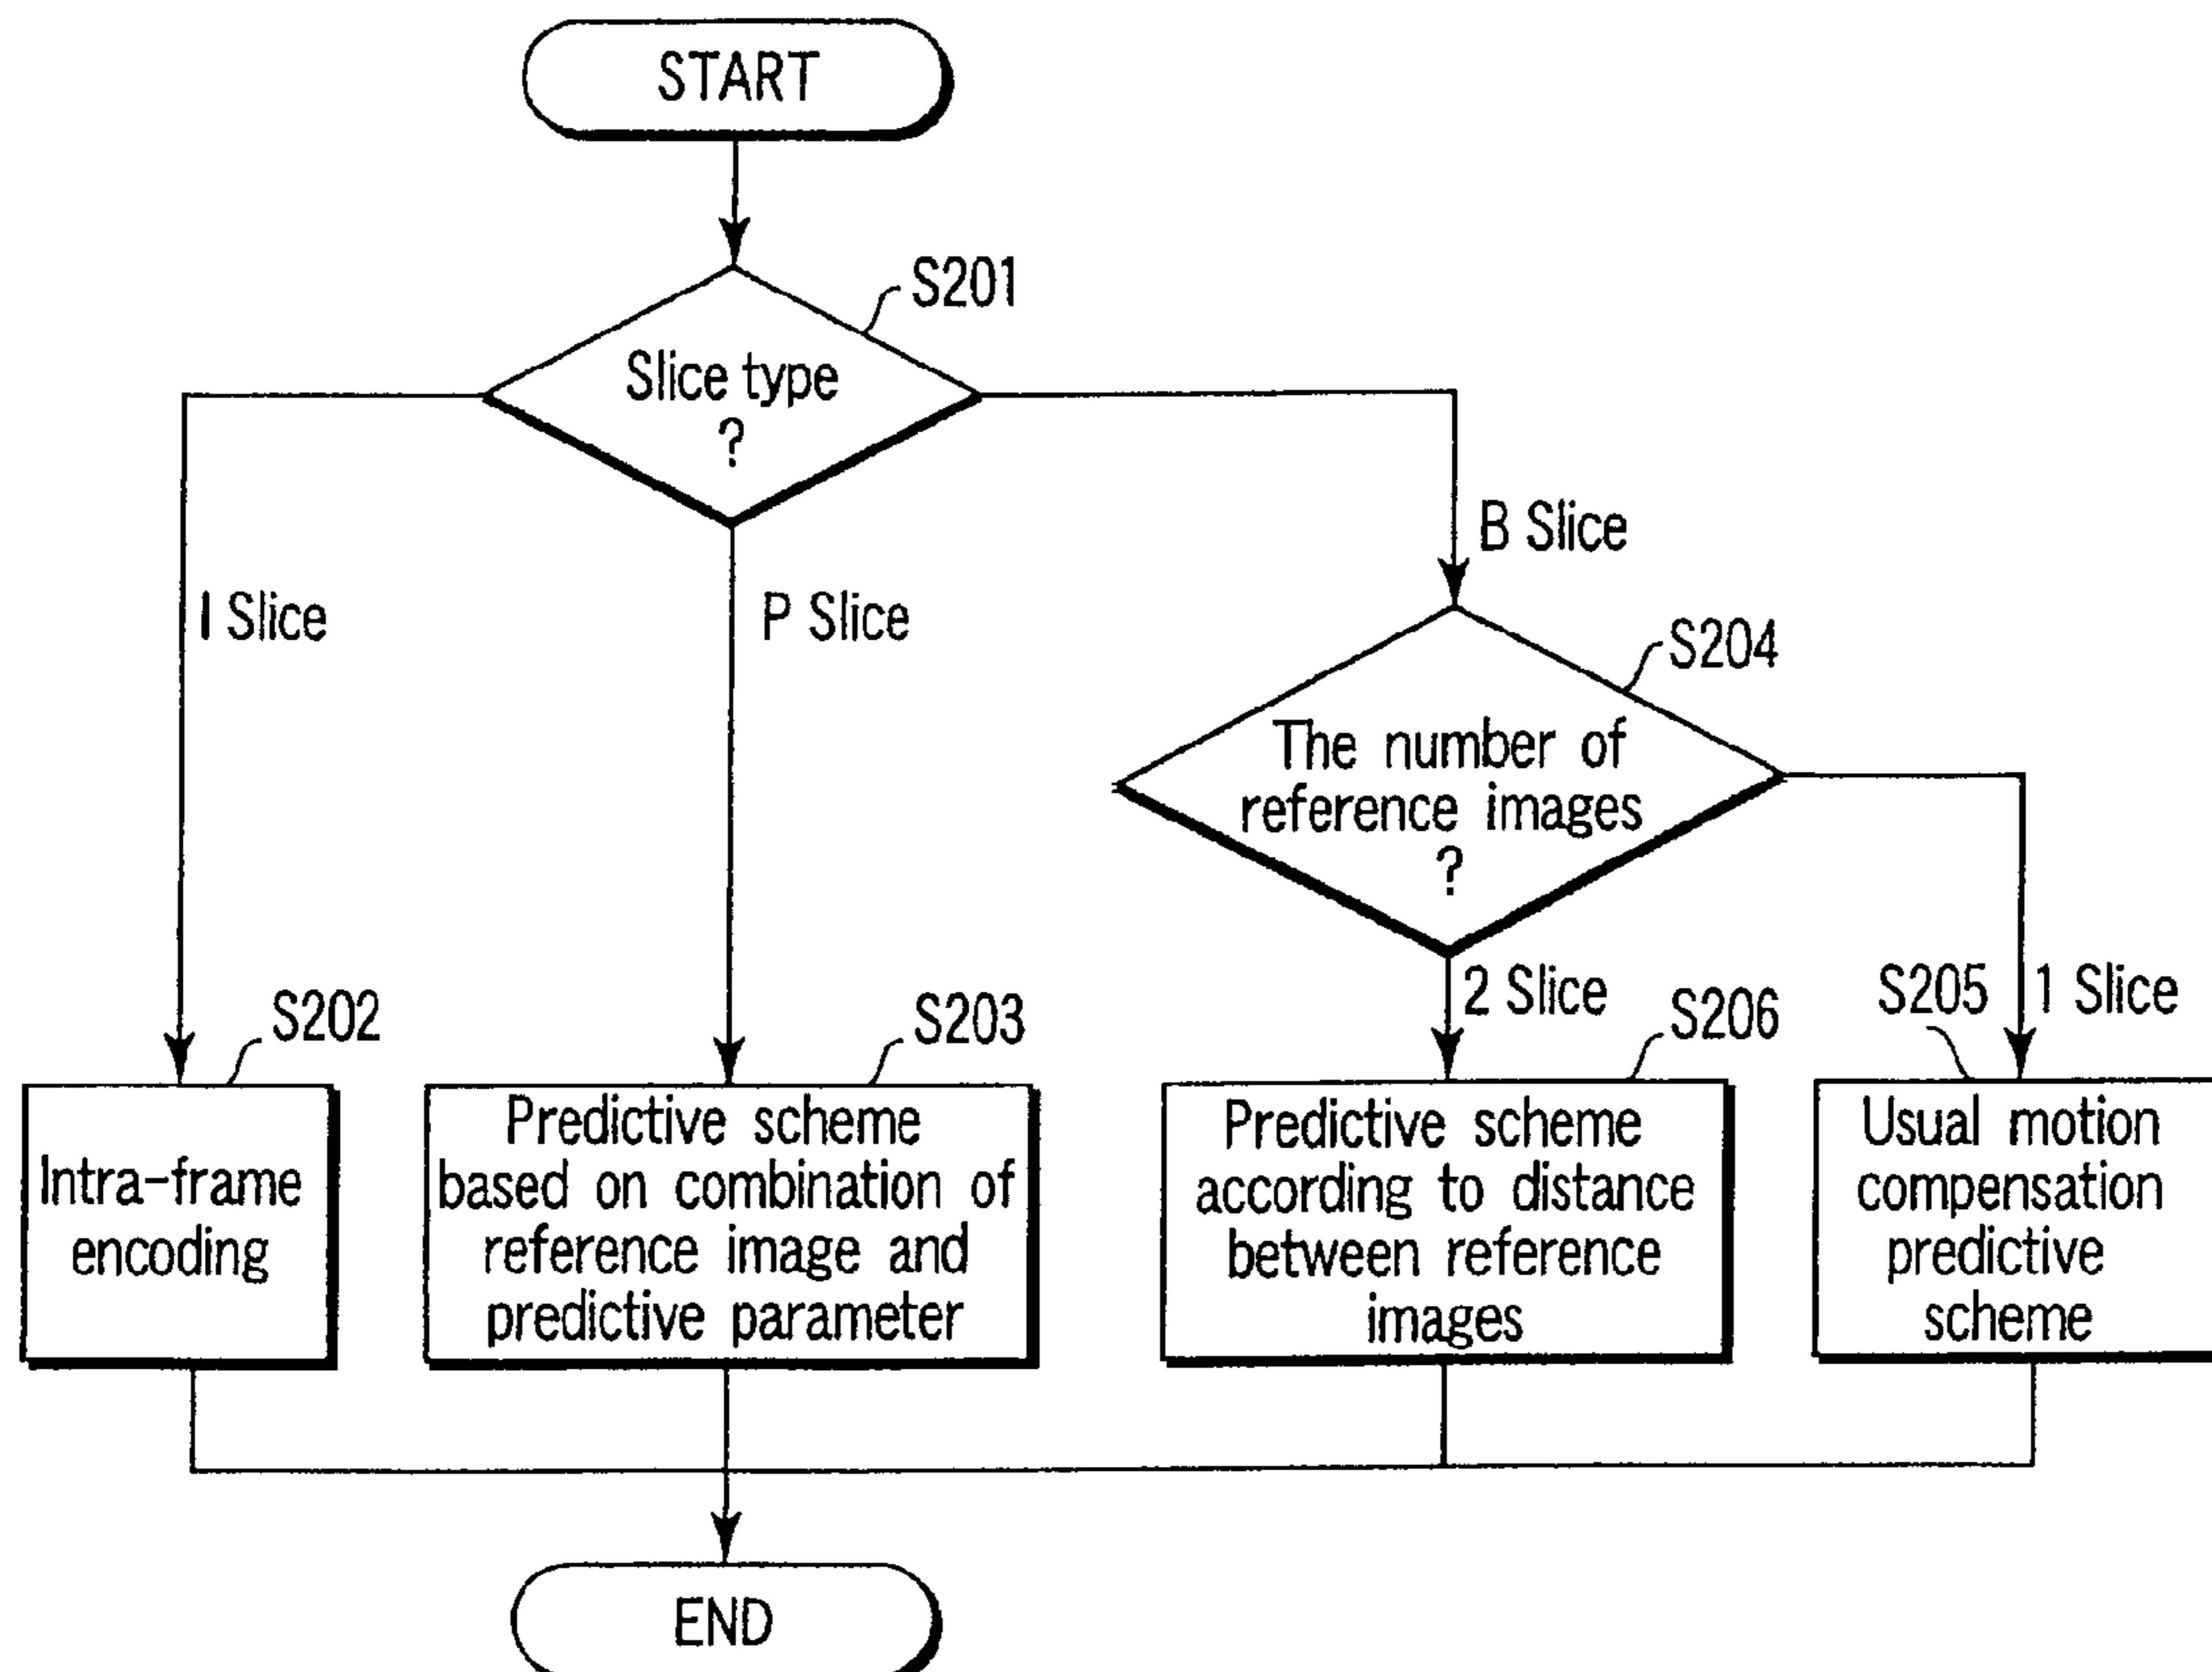 START
S201
Slice type
?
I Slice
P Slice
B Slice
S204
The number of
reference images
?
2 Slice
1 Slice
S202
Intra-frame
encoding
S203
Predictive scheme
based on combination of
reference image and
predictive parameter
S206
Predictive scheme
according to distance
between reference
images
S205
Usual motion
compensation
predictive
scheme
END